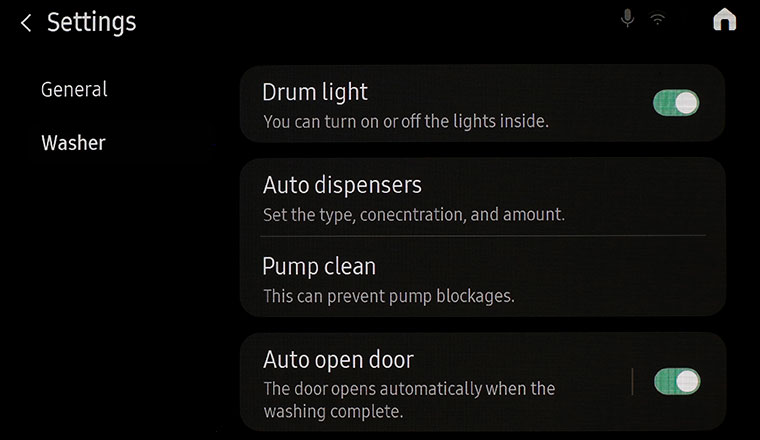 Settings
General
Washer
Drum light
You can turn on or off the lights inside.
Auto dispensers
Set the type, conecntration, and amount.
Pump clean
This can prevent pump blockages.
Auto open door
The door opens automatically when the
washing complete.